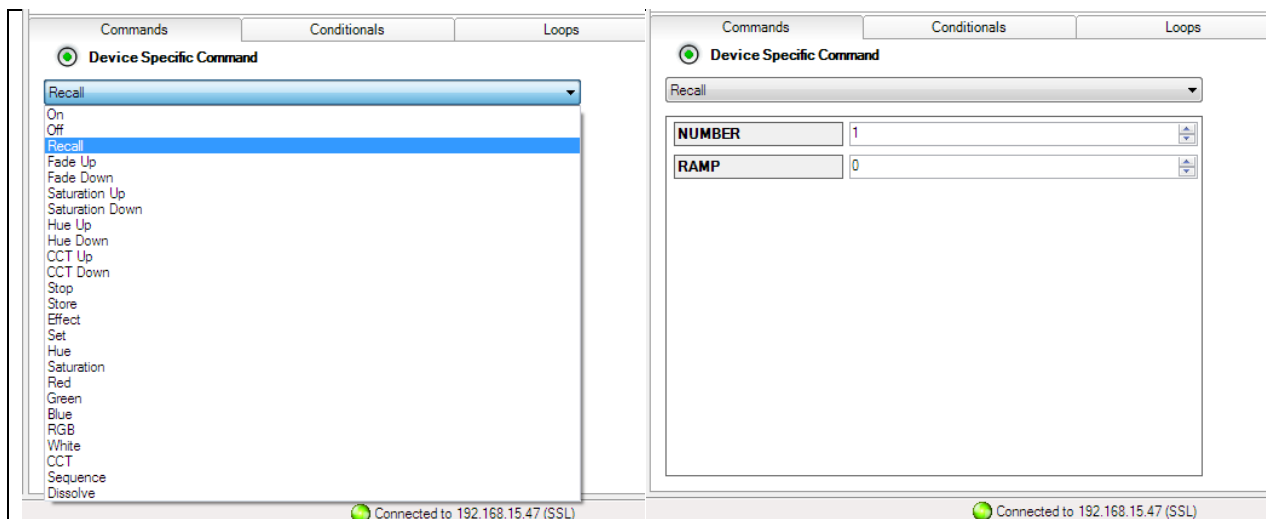 Commands Conditionals Loops
Device Specific Command
Recall
On
Off
Recall
Fade Up
Fade Down
Saturation Up
Saturation Down
Hue Up
Hue Down
CCT Up
CCT Down
Stop
Store
Effect
Set
Hue
Saturation
Red
Green
Blue
RGB
White
CCT
Sequence
Dissolve
Connected to 192.168.15.47 (SSL)
Commands Conditionals Loops
Device Specific Command
Recall
NUMBER 1
RAMP 0
Connected to 192.168.15.47 (SSL)